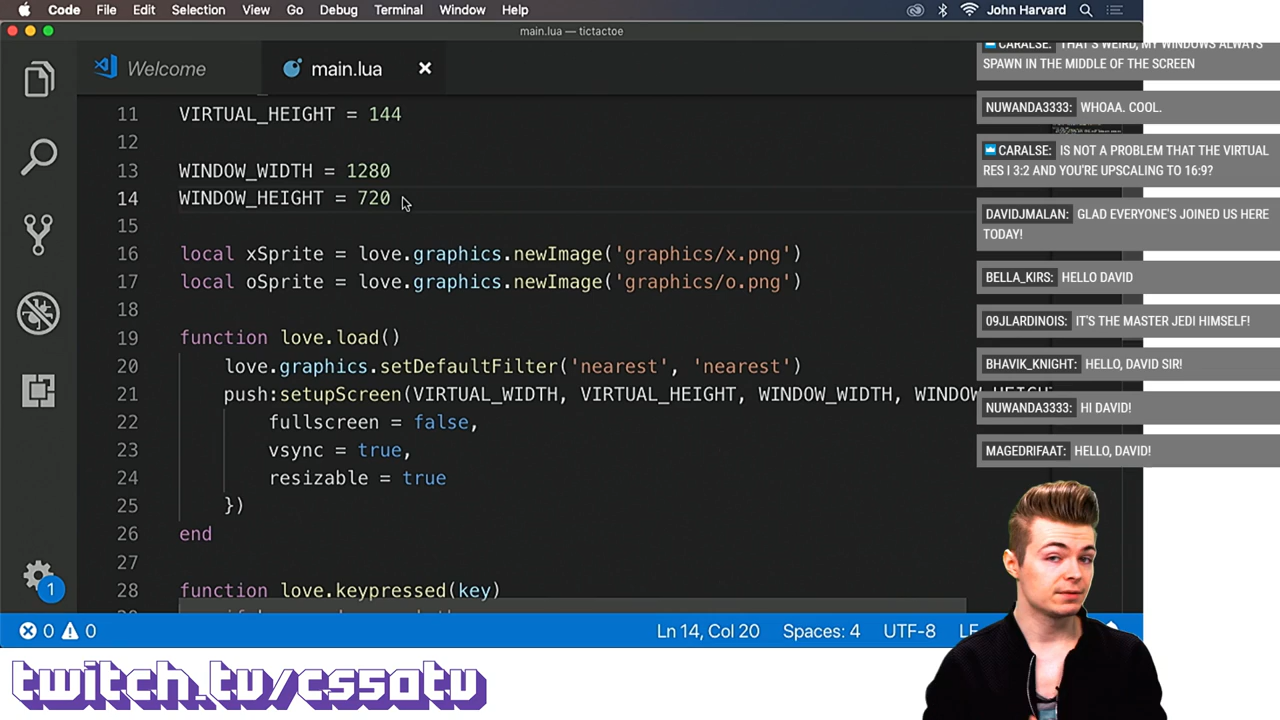 Code File Edit Selection View Go Debug Terminal Window Help John Harvard
main.lua — tictactoe
Welcome main.lua
11 VIRTUAL_HEIGHT = 144
12
13 WINDOW_WIDTH = 1280
14 WINDOW_HEIGHT = 720
15
16 local xSprite = love.graphics.newImage('graphics/x.png')
17 local oSprite = love.graphics.newImage('graphics/o.png')
18
19 function love.load()
20 love.graphics.setDefaultFilter('nearest', 'nearest')
21 push:setupScreen(VIRTUAL_WIDTH, VIRTUAL_HEIGHT, WINDOW_WIDTH,
22 fullscreen = false,
23 vsync = true,
24 resizable = true
25 })
26 end
27
28 function love.keypressed(key)
1
0 0 Ln 14, Col 20 Spaces: 4 UTF-8 LF
CARALSE: THAT'S WEIRD, MY WINDOWS ALWAYS
SPAWN IN THE MIDDLE OF THE SCREEN
NUWANDA3333: WHOAA. COOL.
CARALSE: IS NOT A PROBLEM THAT THE VIRTUAL
RES I 3:2 AND YOU'RE UPSCALING TO 16:9?
DAVIDJMALAN: GLAD EVERYONE'S JOINED US HERE
TODAY!
BELLA_KIRS: HELLO DAVID
09JLARDINOIS: IT'S THE MASTER JEDI HIMSELF!
BHAVIK_KNIGHT: HELLO, DAVID SIR!
NUWANDA3333: HI DAVID!
MAGEDRIFAAT: HELLO, DAVID!
twitch.tv/cs50tv